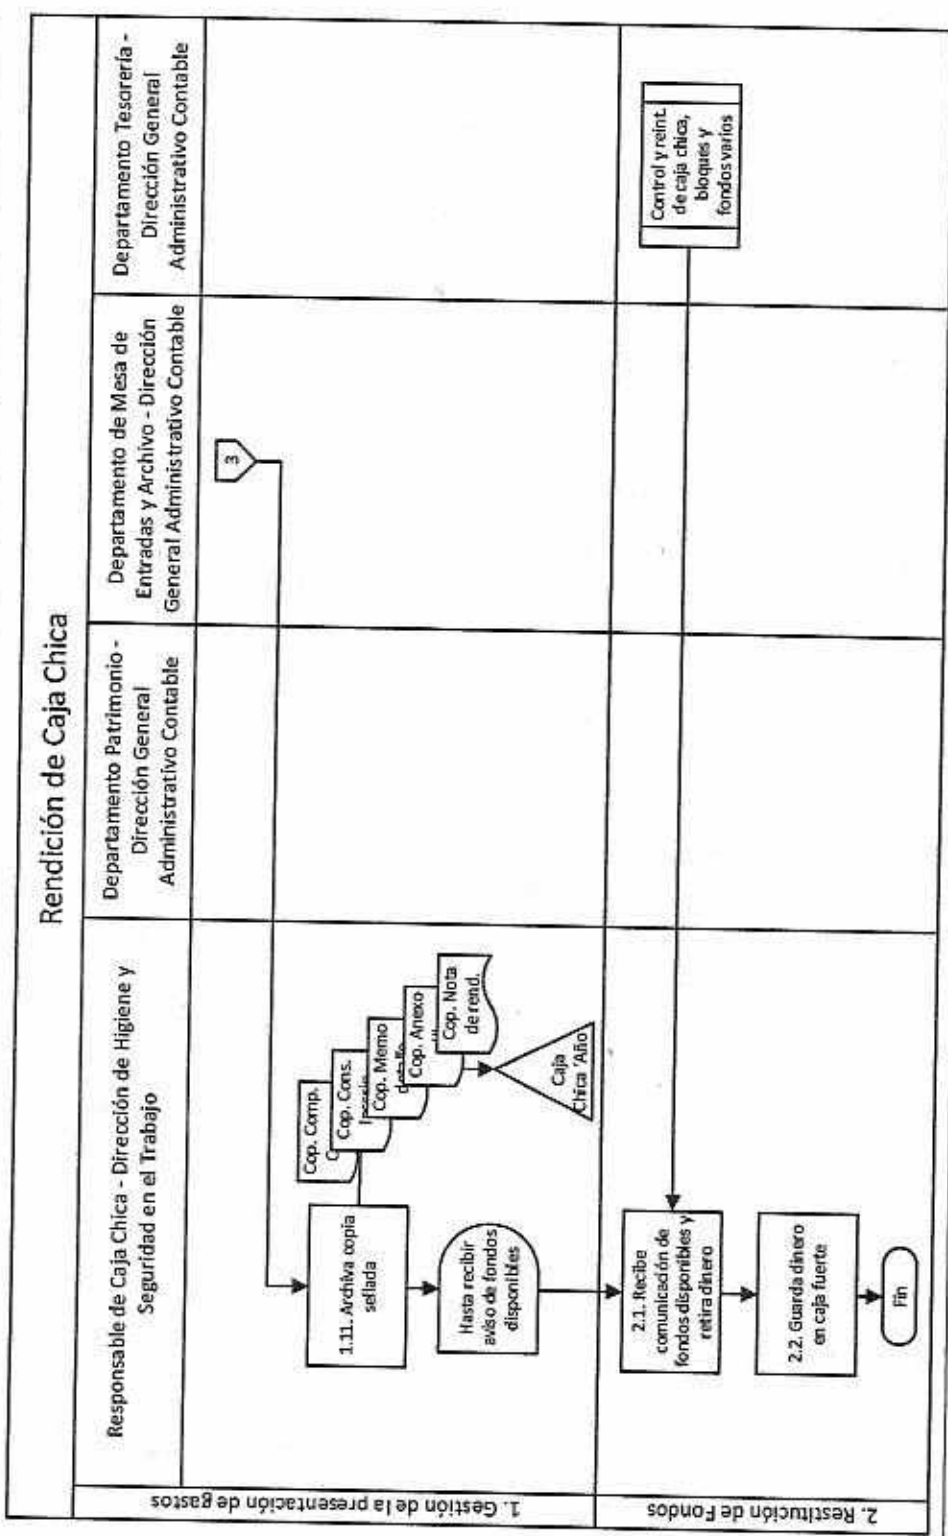 Rendición de Caja Chica
Responsable de Caja Chica - Dirección de Higiene y
Seguridad en el Trabajo
Departamento Patrimonio -
Dirección General
Administrativo Contable
Departamento de Mesa de
Entradas y Archivo - Dirección
General Administrativo Contable
Departamento Tesorería -
Dirección General
Administrativo Contable
1. Gestión de la presentación de gastos
3
1.11. Archiva copia
sellada
Cop. Comp.
Cop. Cons.
Cop. Memo
Cop. Anexo
Cop. Nota
de rend.
Caja
Chica 'Año'
Hasta recibir
aviso de fondos
disponibles
2. Restitución de Fondos
Control y reint.
de caja chica,
bloques y
fondos varios
2.1. Recibe
comunicación de
fondos disponibles y
retira dinero
2.2. Guarda dinero
en caja fuerte
Fin